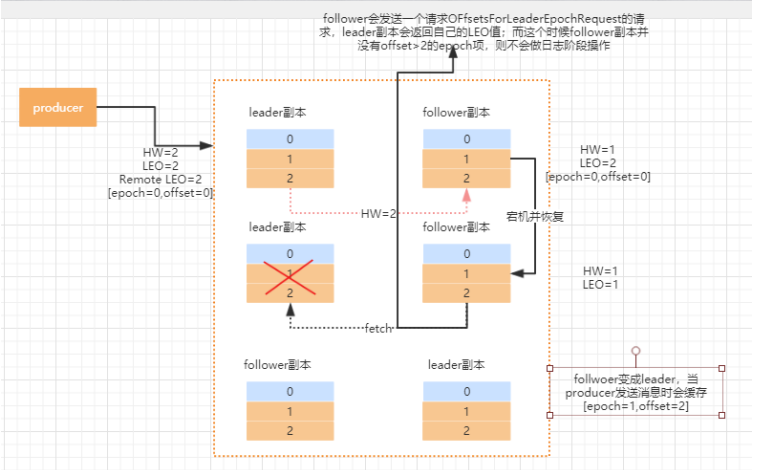 follower会发送一个请求OFfsetsForLeaderEpochRequest的请
求，leader副本会返回自己的LEO值；而这个时候follower副本并
没有offset>2的epoch项，则不会做日志阶段操作
producer
HW=2
LEO=2
Remote LEO=2
[epoch=0,offset=0]
leader副本
0
1
2
follower副本
0
1
2
HW=1
LEO=2
[epoch=0,offset=0]
HW=2
宕机并恢复
leader副本
0
1
2
follower副本
0
1
2
HW=1
LEO=1
fetch
follower副本
0
1
2
leader副本
0
1
2
follwoer变成leader，当
producer发送消息时会缓存
[epoch=1,offset=2]